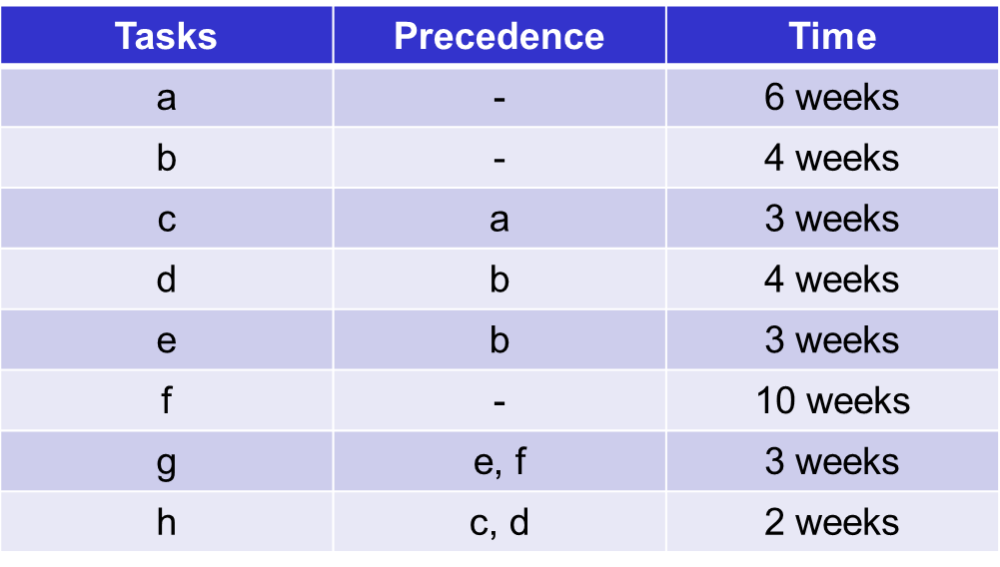 Tasks Precedence Time
a - 6 weeks
b - 4 weeks
c a 3 weeks
d b 4 weeks
e b 3 weeks
f - 10 weeks
g e, f 3 weeks
h c, d 2 weeks